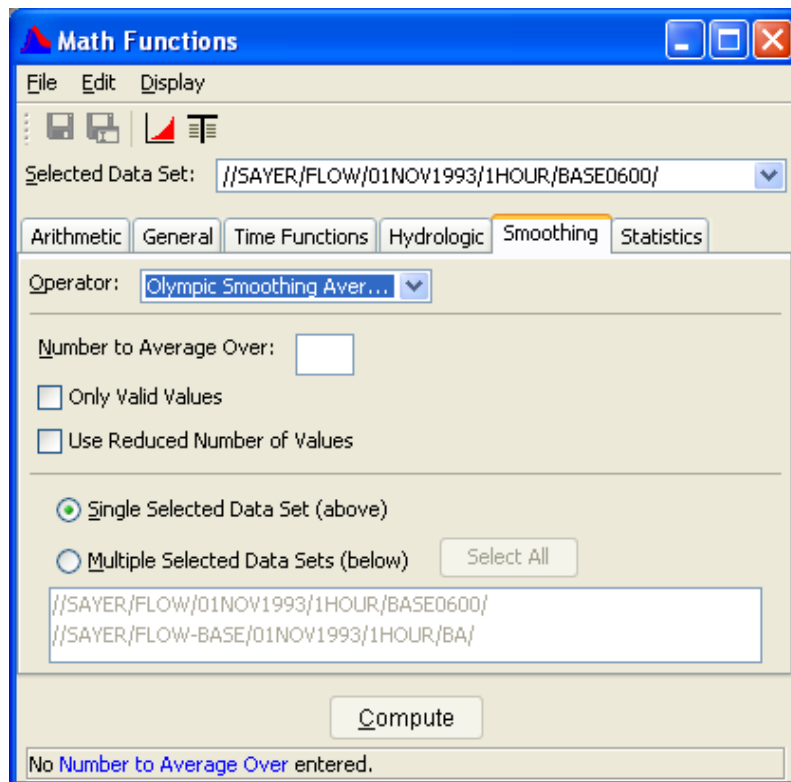 Math Functions
File Edit Display
Selected Data Set: //SAYER/FLOW/01NOV1993/1HOUR/BASE0600/
Arithmetic General Time Functions Hydrologic Smoothing Statistics
Operator: Olympic Smoothing Aver...
Number to Average Over:
Only Valid Values
Use Reduced Number of Values
Single Selected Data Set (above)
Multiple Selected Data Sets (below) Select All
//SAYER/FLOW/01NOV1993/1HOUR/BASE0600/
//SAYER/FLOW-BASE/01NOV1993/1HOUR/BA/
Compute
No Number to Average Over entered.